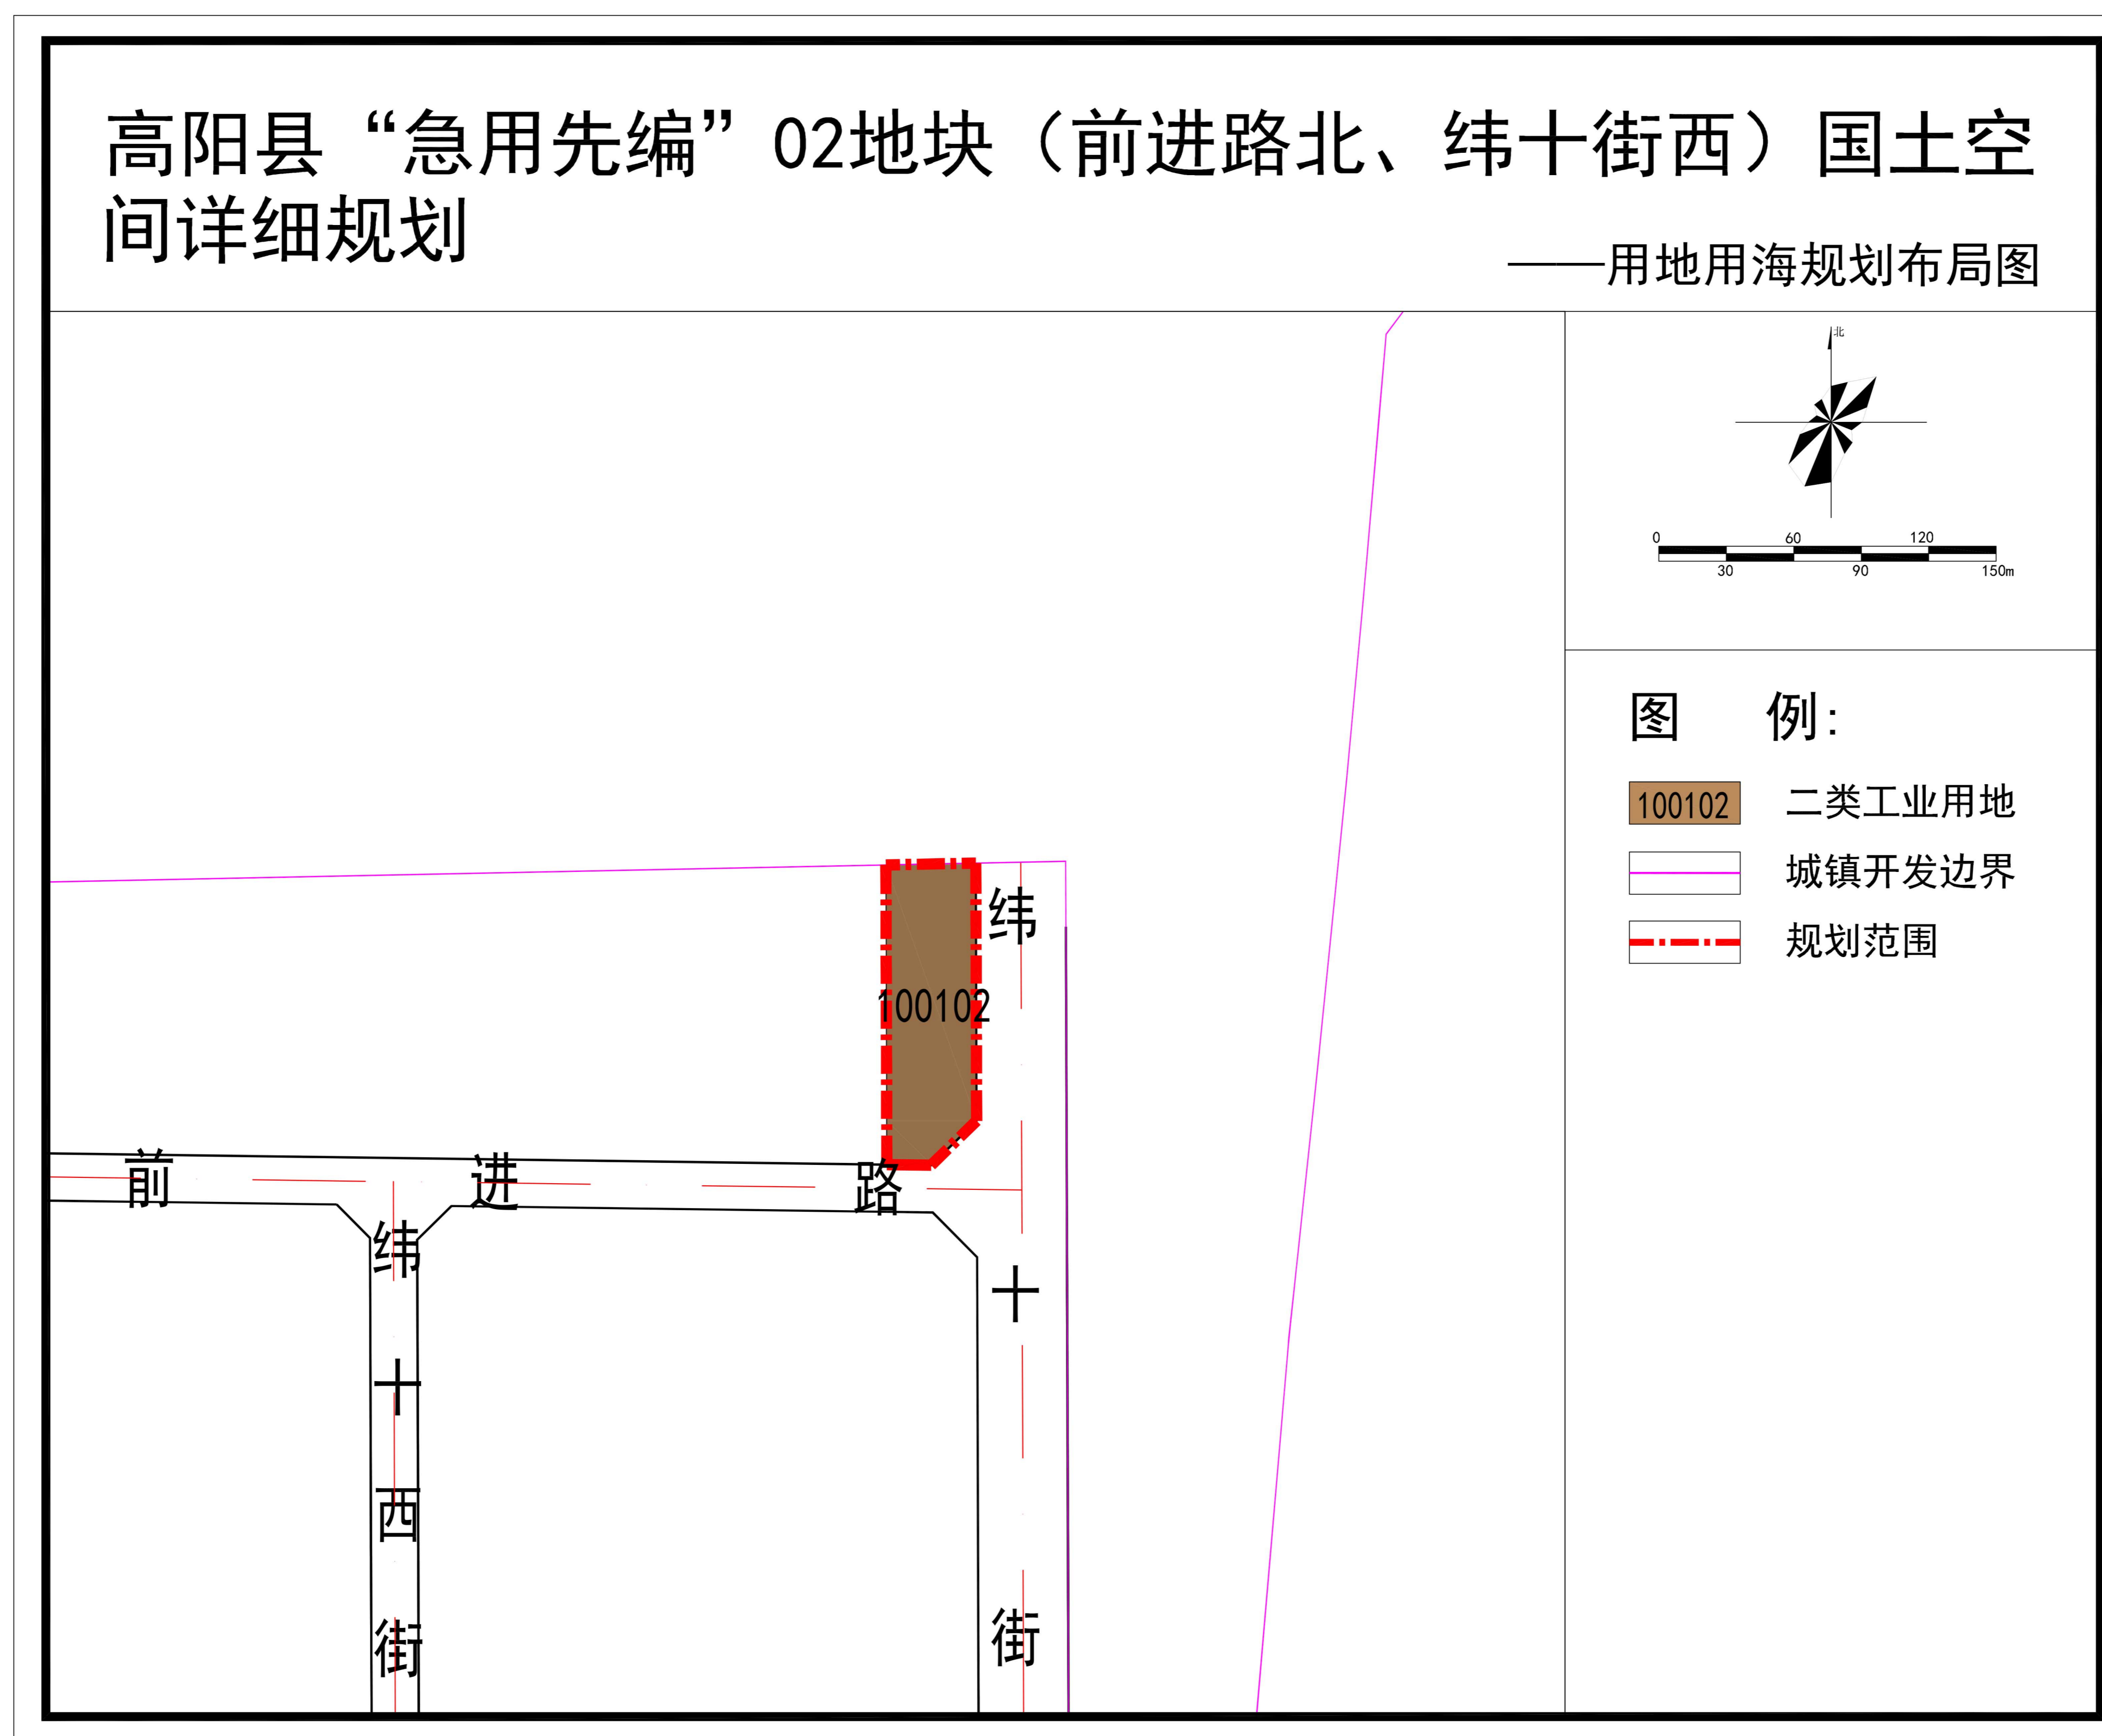 高阳县“急用先编”02地块（前进路北、纬十街西）国土空
间详细规划
——用地用海规划布局图
北
0 60 120
30 90 150m
图 例:
100102 二类工业用地
城镇开发边界
规划范围
纬
100102
前 进 路
纬
十
十
西
街
街